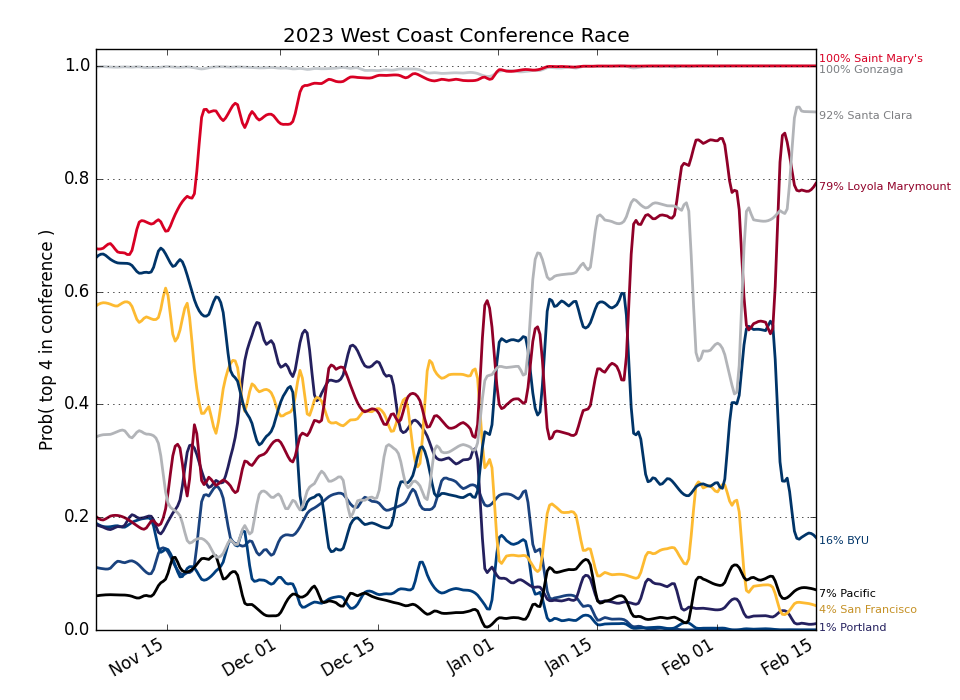 2023 West Coast Conference Race
Prob( top 4 in conference )
1.0
0.8
0.6
0.4
0.2
0.0
Nov 15
Dec 01
Dec 15
Jan 01
Jan 15
Feb 01
Feb 15
100% Saint Mary's
100% Gonzaga
92% Santa Clara
79% Loyola Marymount
16% BYU
7% Pacific
4% San Francisco
1% Portland